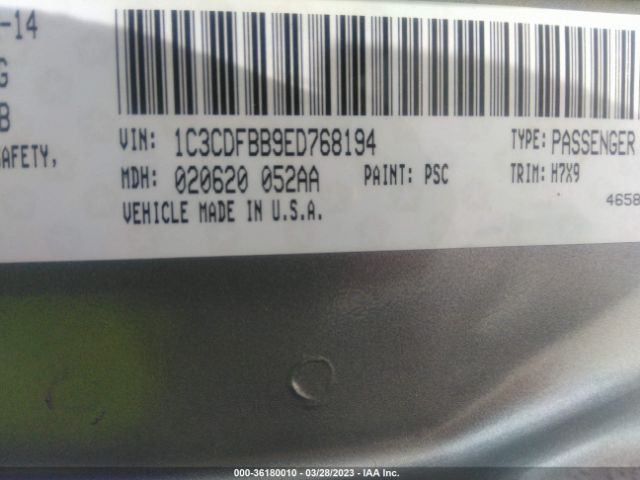 -14
G
B
SAFETY,
VIN: 1C3CDFBB9ED768194 TYPE: PASSENGER
MDH: 020620 052AA PAINT: PSC TRIM: H7X9
VEHICLE MADE IN U.S.A. 4658
000-36180010 | 03/28/2023 - IAA Inc.